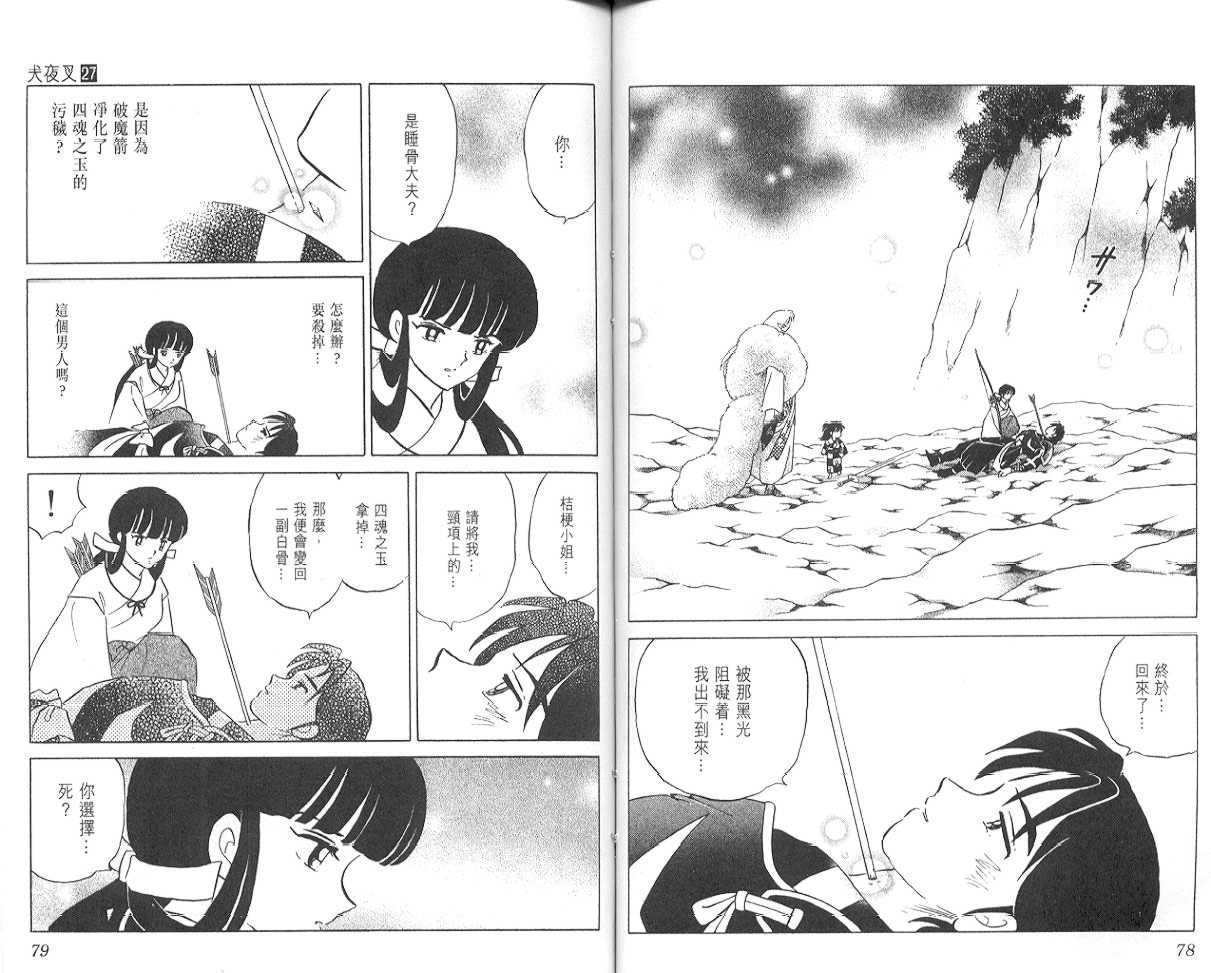 サワ…
終於…
回來了…
被那黑光
阻礙着…
我出不到來…
78
犬夜叉27
你…
是睡骨大夫？
是因為
破魔箭
凈化了
四魂之玉的
污穢？
怎麼辦？
要殺掉…
這個男人嗎？
桔梗小姐…
請將我…
頸項上的…
四魂之玉
拿掉…
那麼，
我便會變回
一副白骨…
！
你選擇…
死？
79